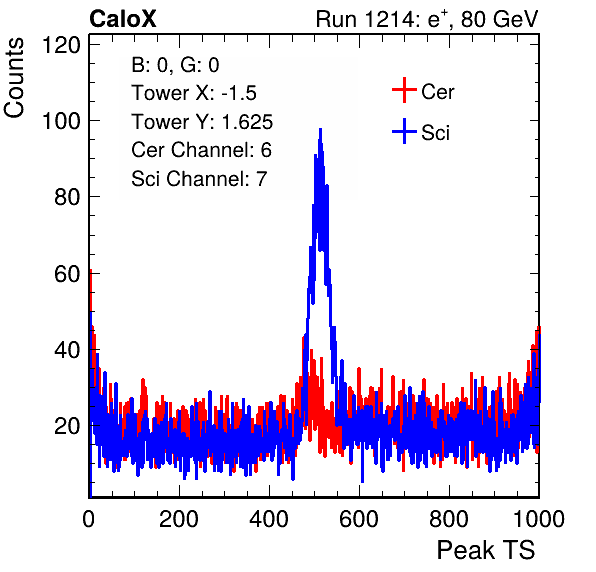 CaloX Run 1214: e⁺, 80 GeV
Counts
B: 0, G: 0
Tower X: -1.5
Tower Y: 1.625
Cer Channel: 6
Sci Channel: 7
Cer
Sci
120
100
80
60
40
20
0 200 400 600 800 1000
Peak TS